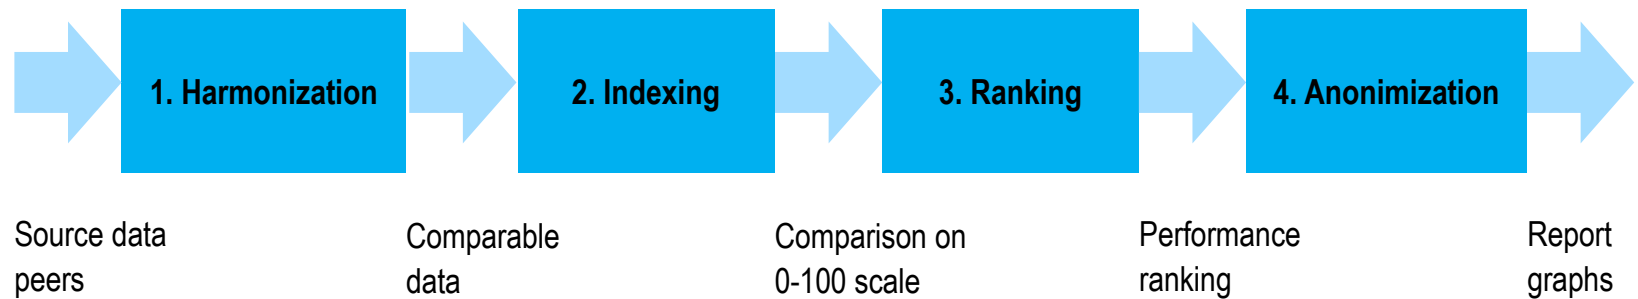 1. Harmonization
2. Indexing
3. Ranking
4. Anonimization
Source data
peers
Comparable
data
Comparison on
0-100 scale
Performance
ranking
Report
graphs